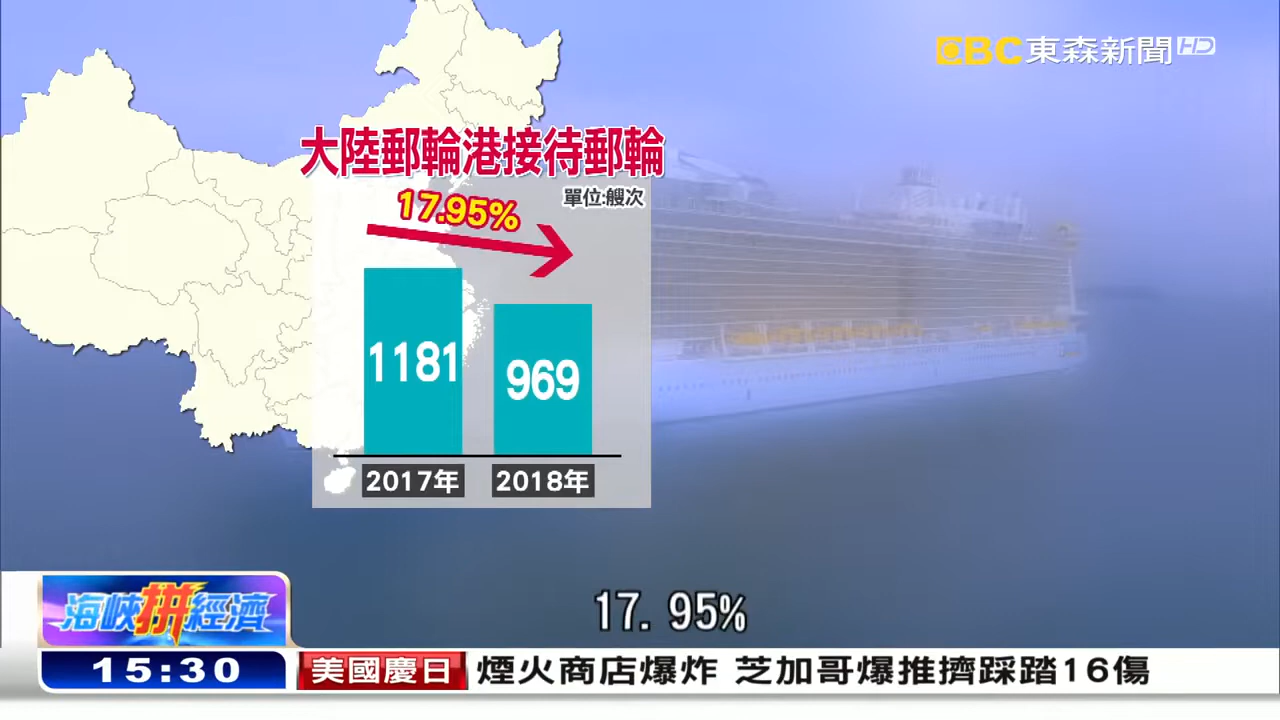 EBC東森新聞HD
大陸郵輪港接待郵輪
單位:艘次
17.95%
1181
969
2017年
2018年
17.95%
海峽拼經濟
15:30
美國慶日
煙火商店爆炸 芝加哥爆推擠踩踏16傷